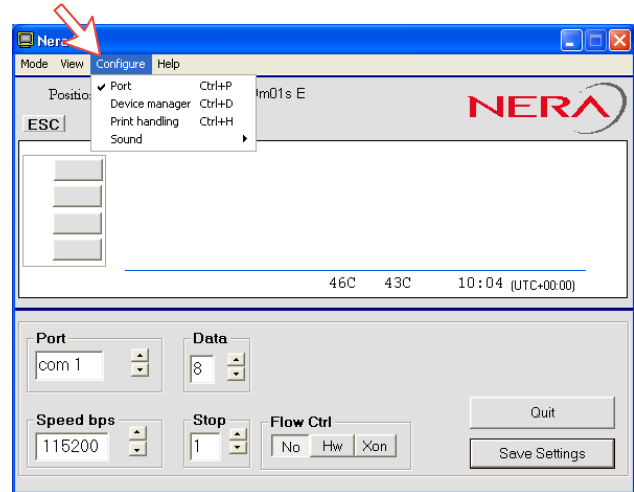 Nera
Mode View Configure Help
Port Ctrl+P
Device manager Ctrl+D
Print handling Ctrl+H
Sound
m01s E
ESC
NERA
46C 43C 10:04 (UTC+00:00)
Port Data
com 1 8
Speed bps Stop Flow Ctrl
115200 1 No Hw Xon
Quit
Save Settings